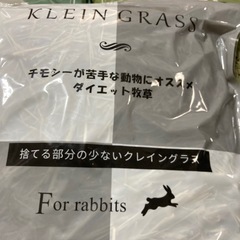 KLEIN GRASS
チモシーが苦手な動物にオススメ
ダイエット牧草
捨てる部分の少ないクレイングラス
For rabbits